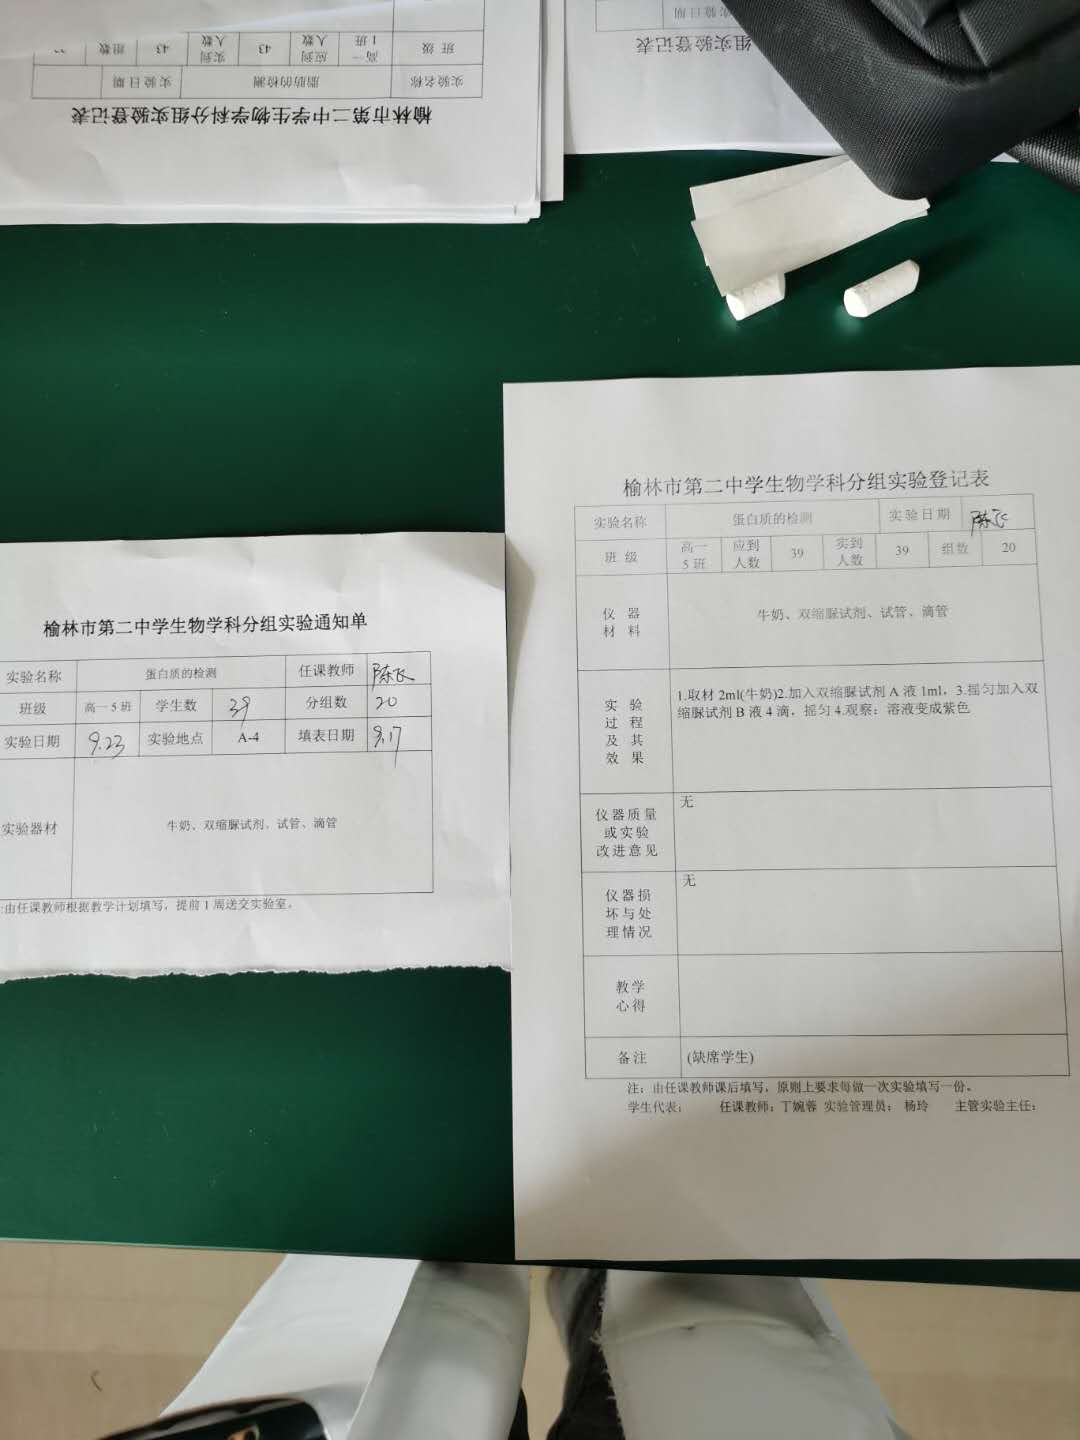 榆林市第二中学生物学科分组实验登记表
实验名称 脂肪的检测 实验日期
班级 高一1班 应到人数 43 实到人数 43 组数
组实验登记表
实验日期
榆林市第二中学生物学科分组实验通知单
实验名称 蛋白质的检测 任课教师 陈飞
班级 高一5班 学生数 39 分组数 20
实验日期 9.23 实验地点 A-4 填表日期 9.17
实验器材 牛奶、双缩脲试剂、试管、滴管
:由任课教师根据教学计划填写，提前1周送交实验室。
榆林市第二中学生物学科分组实验登记表
实验名称 蛋白质的检测 实验日期 陈飞
班级 高一5班 应到人数 39 实到人数 39 组数 20
仪器
材料
牛奶、双缩脲试剂、试管、滴管
实验
过程
及其
效果
1.取材2ml(牛奶)2.加入双缩脲试剂A液1ml，3.摇匀加入双
缩脲试剂B液4滴，摇匀4.观察：溶液变成紫色
仪器质量
或实验
改进意见
无
仪器损
坏与处
理情况
无
教学
心得
备注 (缺席学生)
注：由任课教师课后填写，原则上要求每做一次实验填写一份。
学生代表： 任课教师：丁婉蓉 实验管理员：杨玲 主管实验主任：